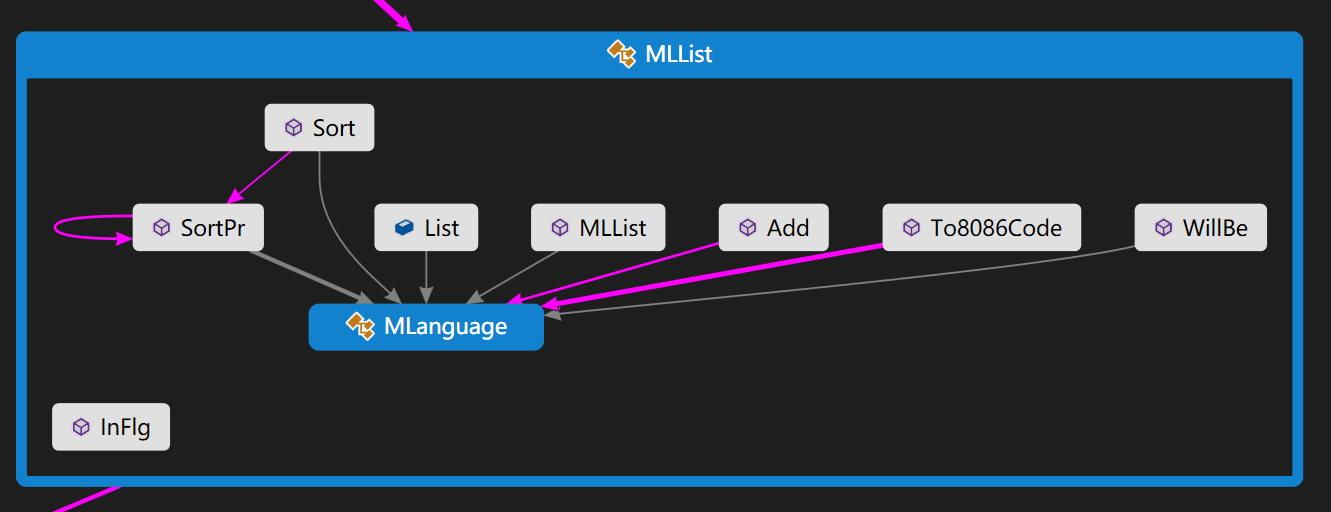 MLList
Sort
SortPr
List
MLList
Add
To8086Code
WillBe
MLanguage
InFlg